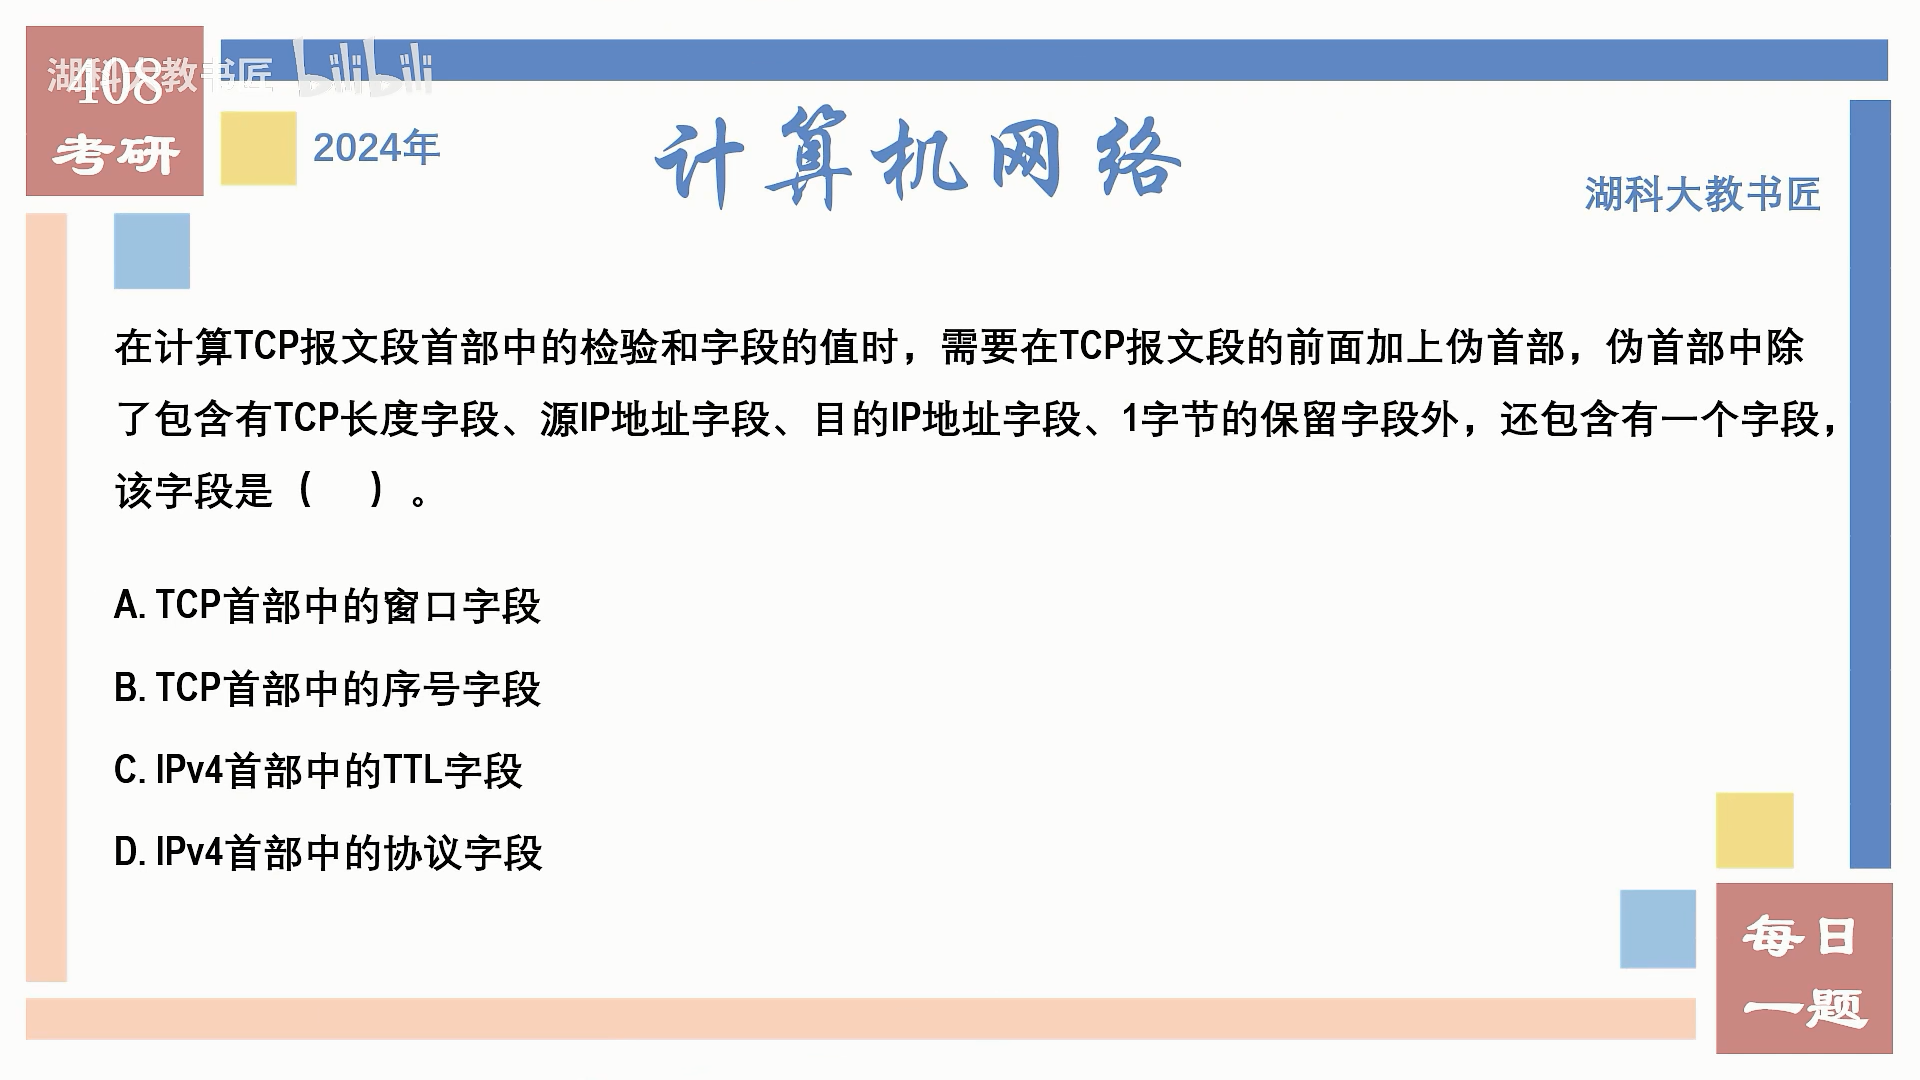 湖科大教书匠 bilibili
408
考研
2024年
计算机网络
湖科大教书匠
在计算TCP报文段首部中的检验和字段的值时，需要在TCP报文段的前面加上伪首部，伪首部中除
了包含有TCP长度字段、源IP地址字段、目的IP地址字段、1字节的保留字段外，还包含有一个字段，
该字段是（　）。
A. TCP首部中的窗口字段
B. TCP首部中的序号字段
C. IPv4首部中的TTL字段
D. IPv4首部中的协议字段
每日
一题